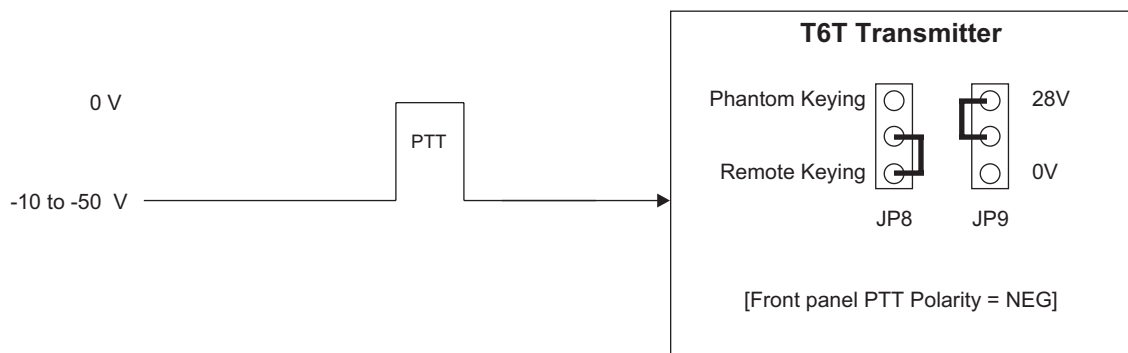 T6T Transmitter
0 V
Phantom Keying
28V
PTT
Remote Keying
0V
-10 to -50 V
JP8
JP9
[Front panel PTT Polarity = NEG]